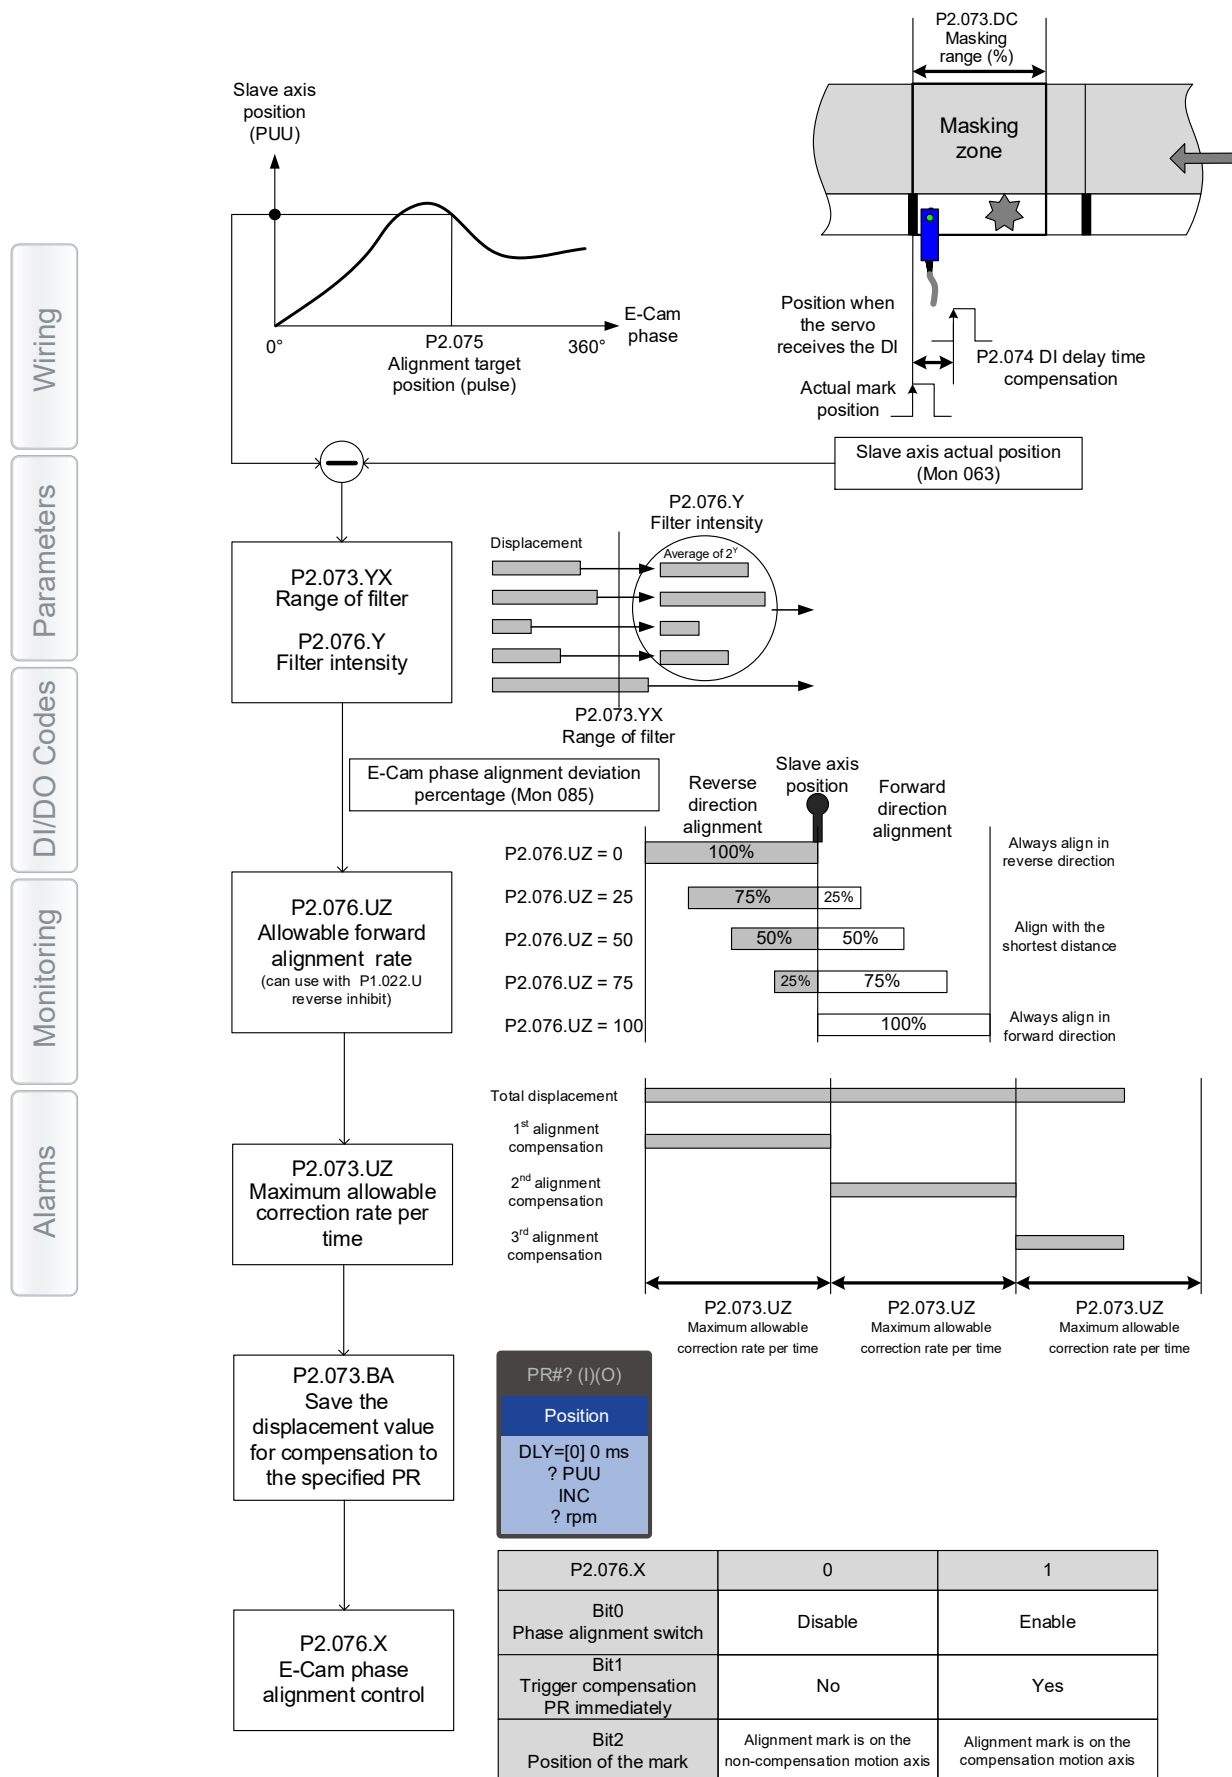 Wiring
Parameters
DI/DO Codes
Monitoring
Alarms
P2.073.DC
Masking
range (%)
Slave axis
position
(PUU)
Masking
zone
0°
P2.075
Alignment target
position (pulse)
360°
E-Cam
phase
Position when
the servo
receives the DI
P2.074 DI delay time
compensation
Actual mark
position
Slave axis actual position
(Mon 063)
P2.073.YX
Range of filter
P2.076.Y
Filter intensity
Displacement
P2.076.Y
Filter intensity
Average of 2^Y
P2.073.YX
Range of filter
E-Cam phase alignment deviation
percentage (Mon 085)
Reverse
direction
alignment
Slave axis
position
Forward
direction
alignment
P2.076.UZ = 0
100%
Always align in
reverse direction
P2.076.UZ = 25
75%
25%
P2.076.UZ = 50
50%
50%
Align with the
shortest distance
P2.076.UZ = 75
25%
75%
P2.076.UZ = 100
100%
Always align in
forward direction
P2.076.UZ
Allowable forward
alignment rate
(can use with P1.022.U
reverse inhibit)
Total displacement
1st alignment
compensation
2nd alignment
compensation
3rd alignment
compensation
P2.073.UZ
Maximum allowable
correction rate per time
P2.073.UZ
Maximum allowable
correction rate per time
P2.073.UZ
Maximum allowable
correction rate per time
P2.073.UZ
Maximum allowable
correction rate per
time
P2.073.BA
Save the
displacement value
for compensation to
the specified PR
PR#? (I)(O)
Position
DLY=[0] 0 ms
? PUU
INC
? rpm
P2.076.X
E-Cam phase
alignment control
P2.076.X 0 1
Bit0
Phase alignment switch
Disable
Enable
Bit1
Trigger compensation
PR immediately
No
Yes
Bit2
Position of the mark
Alignment mark is on the
non-compensation motion axis
Alignment mark is on the
compensation motion axis